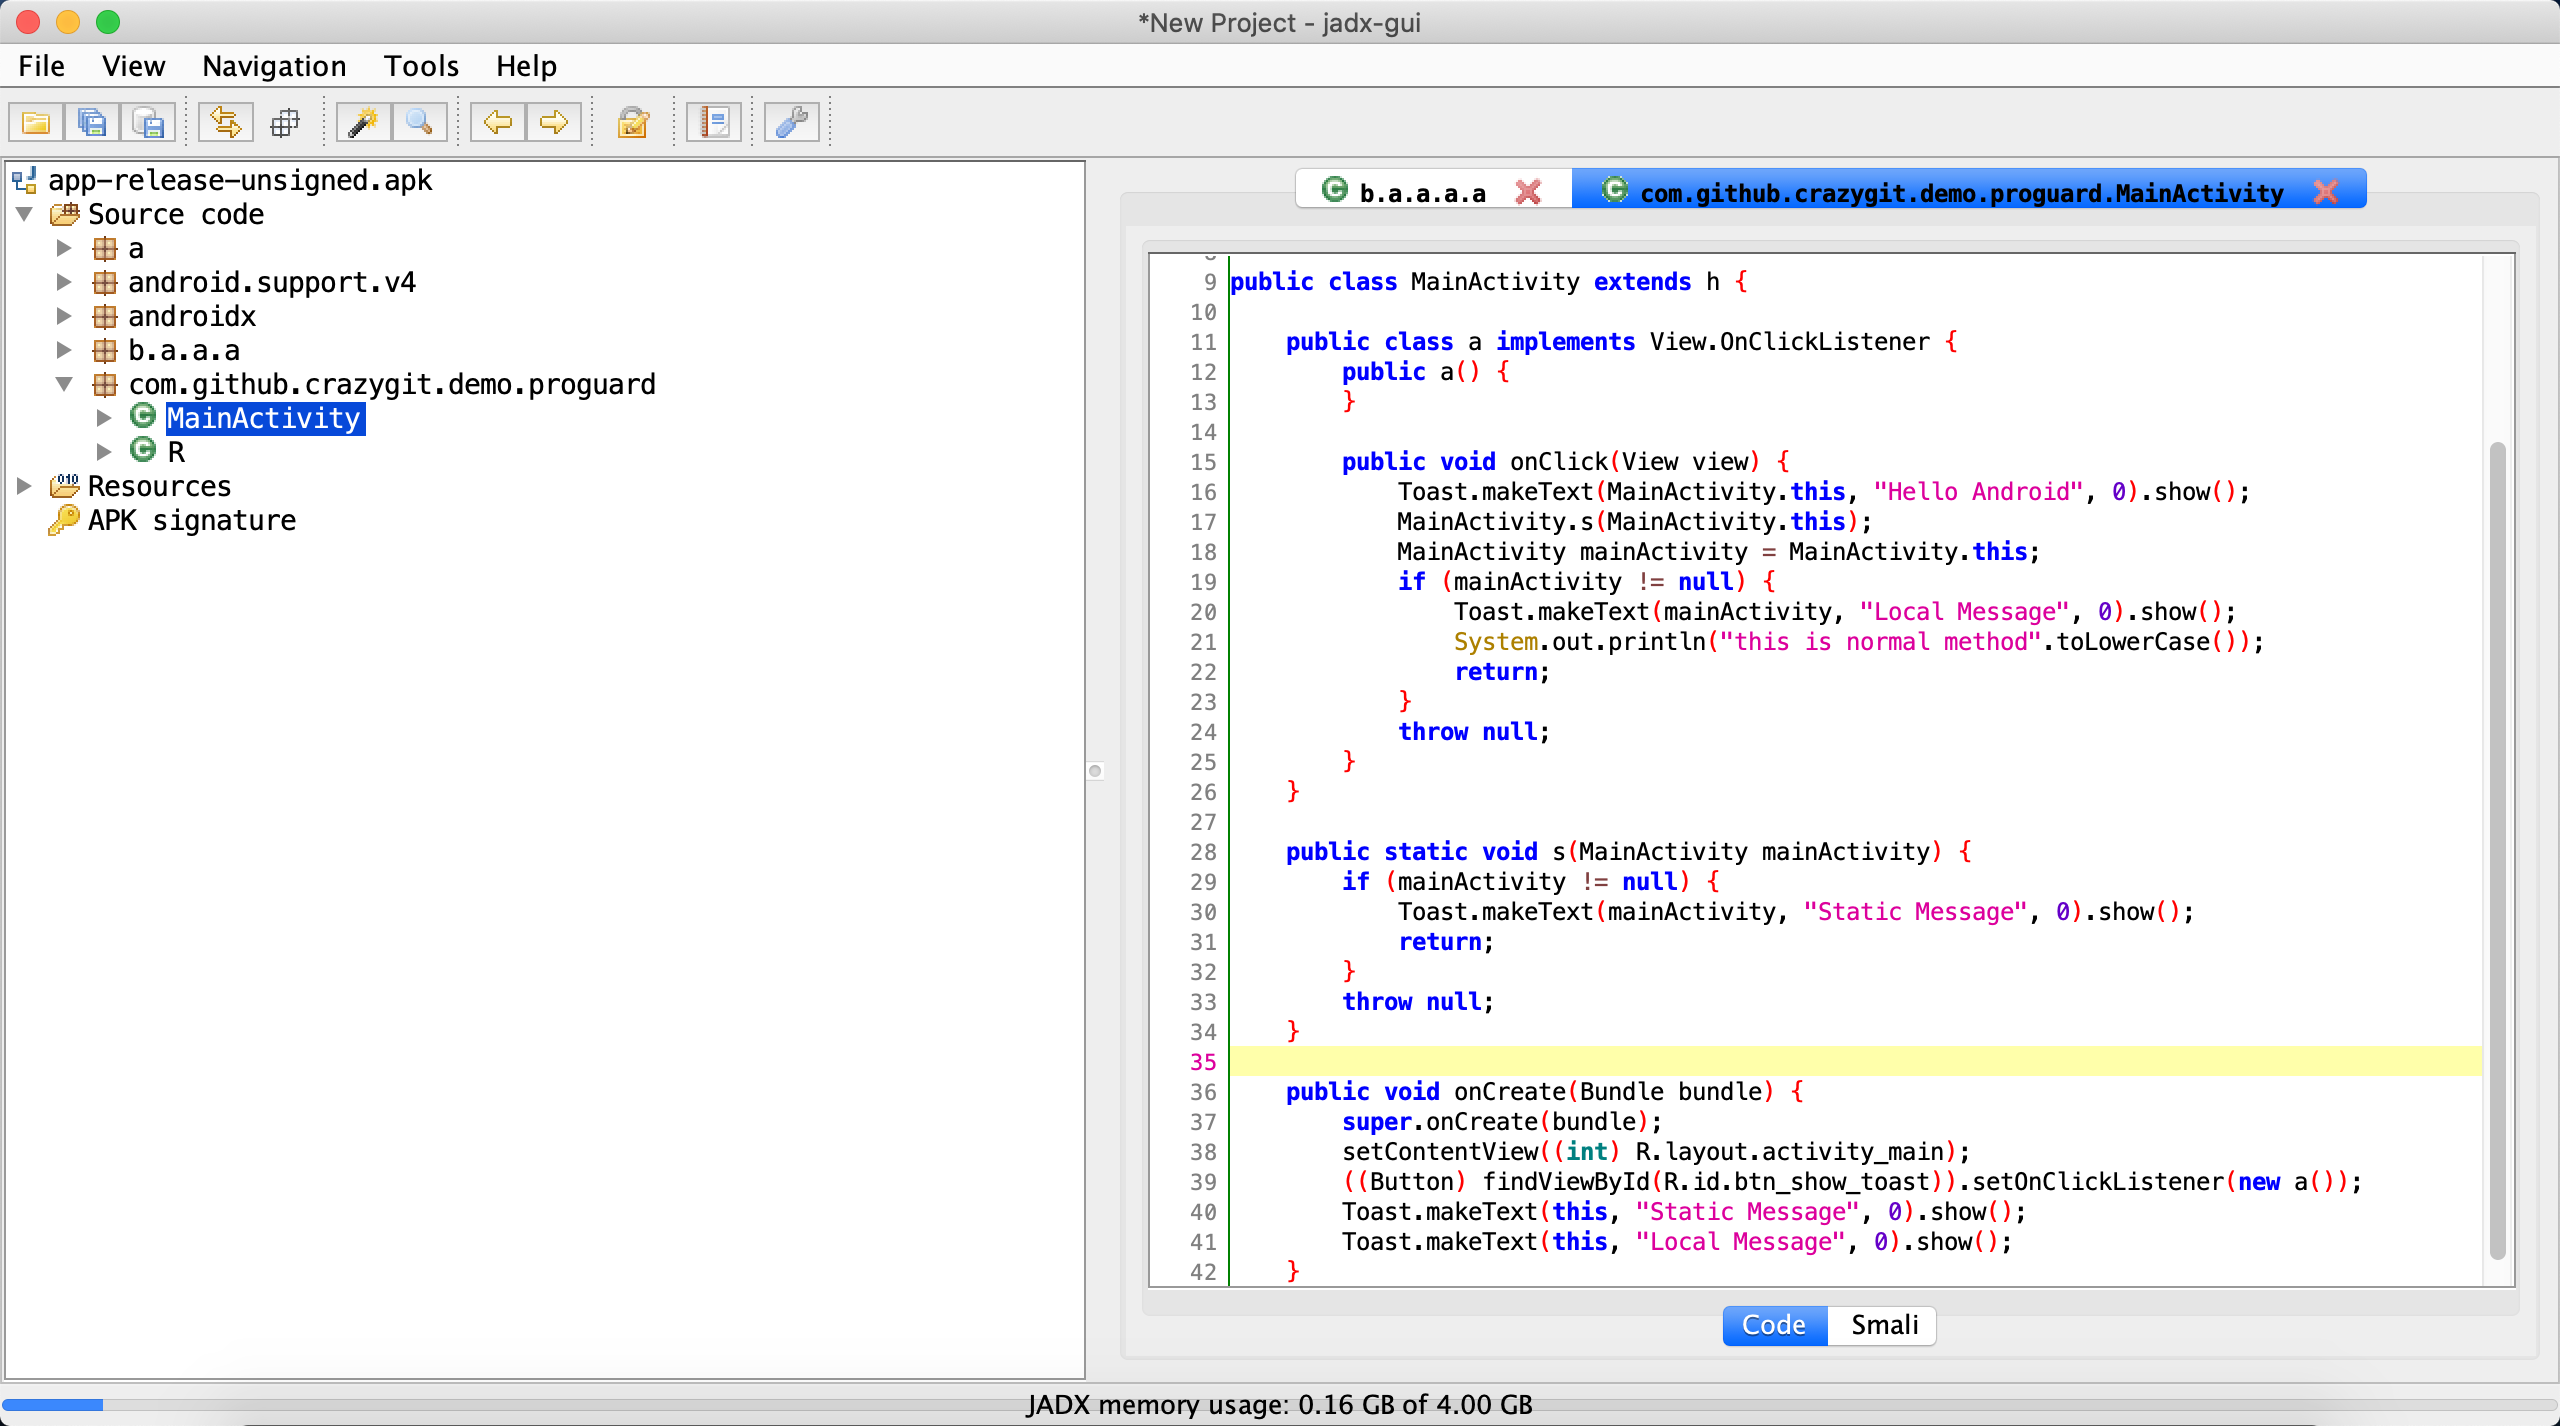 *New Project - jadx-gui
File View Navigation Tools Help
app-release-unsigned.apk
Source code
a
android.support.v4
androidx
b.a.a.a
com.github.crazygit.demo.proguard
MainActivity
R
Resources
APK signature
b.a.a.a.a com.github.crazygit.demo.proguard.MainActivity
9 public class MainActivity extends h {
10
11     public class a implements View.OnClickListener {
12         public a() {
13         }
14
15         public void onClick(View view) {
16             Toast.makeText(MainActivity.this, "Hello Android", 0).show();
17             MainActivity.s(MainActivity.this);
18             MainActivity mainActivity = MainActivity.this;
19             if (mainActivity != null) {
20                 Toast.makeText(mainActivity, "Local Message", 0).show();
21                 System.out.println("this is normal method".toLowerCase());
22                 return;
23             }
24             throw null;
25         }
26     }
27
28     public static void s(MainActivity mainActivity) {
29         if (mainActivity != null) {
30             Toast.makeText(mainActivity, "Static Message", 0).show();
31             return;
32         }
33         throw null;
34     }
35
36     public void onCreate(Bundle bundle) {
37         super.onCreate(bundle);
38         setContentView((int) R.layout.activity_main);
39         ((Button) findViewById(R.id.btn_show_toast)).setOnClickListener(new a());
40         Toast.makeText(this, "Static Message", 0).show();
41         Toast.makeText(this, "Local Message", 0).show();
42     }
Code Smali
JADX memory usage: 0.16 GB of 4.00 GB